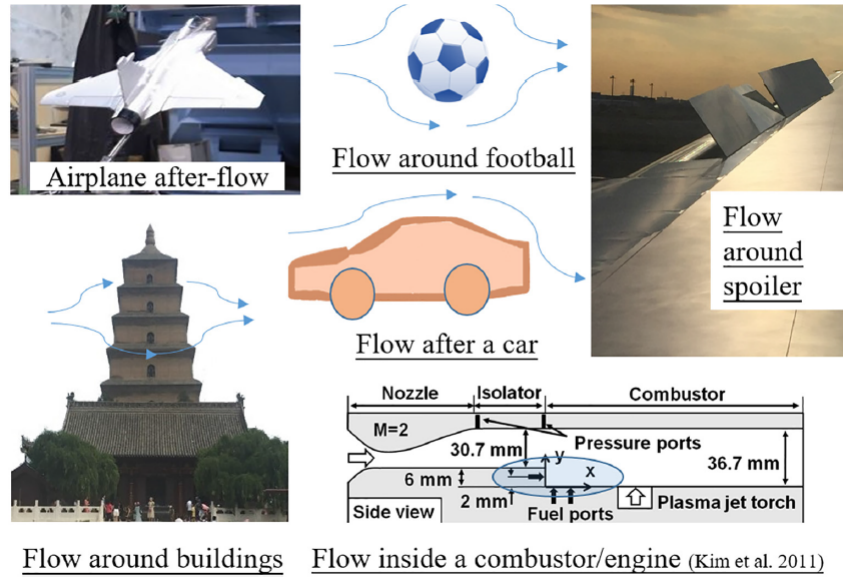 Airplane after-flow
Flow around football
Flow
around
spoiler
Flow after a car
Nozzle
Isolator
Combustor
M=2
Pressure ports
30.7 mm
y
36.7 mm
x
6 mm
2 mm
Plasma jet torch
Side view
Fuel ports
Flow around buildings
Flow inside a combustor/engine (Kim et al. 2011)